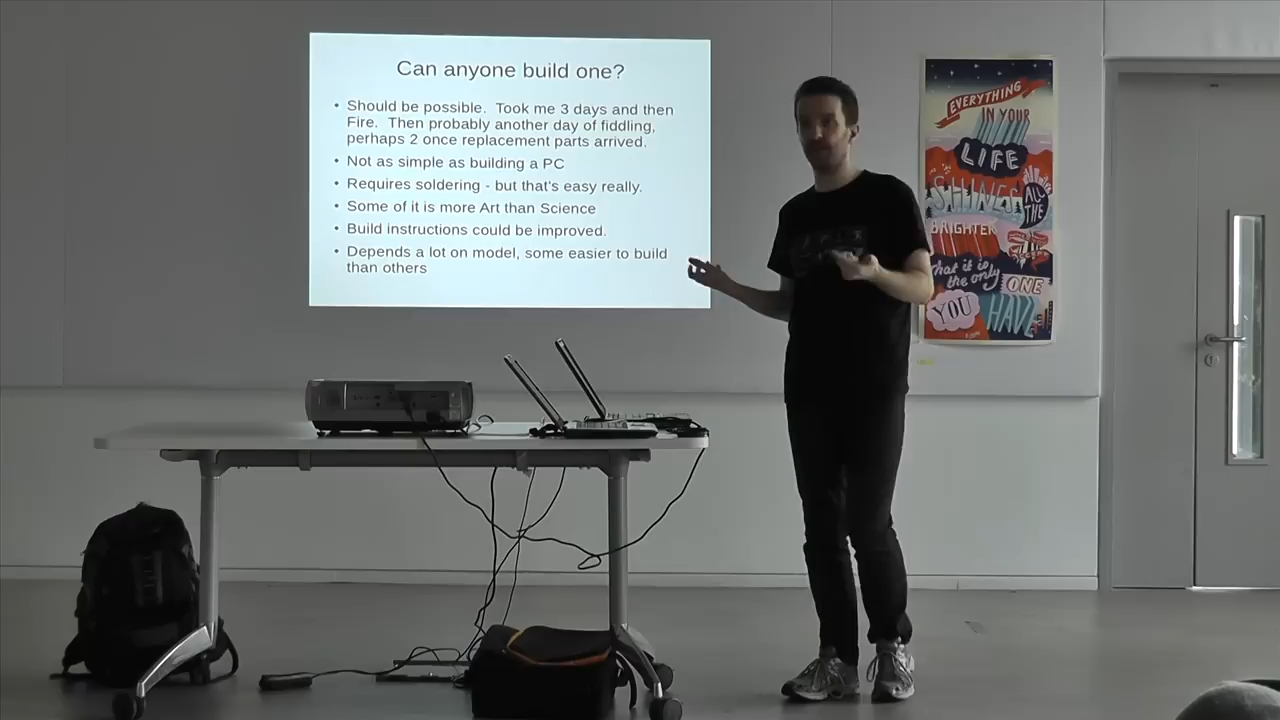 Can anyone build one?
• Should be possible. Took me 3 days and then
Fire. Then probably another day of fiddling,
perhaps 2 once replacement parts arrived.
• Not as simple as building a PC
• Requires soldering - but that's easy really.
• Some of it is more Art than Science
• Build instructions could be improved.
• Depends a lot on model, some easier to build
than others
EVERYTHING
IN YOUR
LIFE
SHINES
ALL
THE
BRIGHTER
that it is
the only
ONE
YOU
HAVE